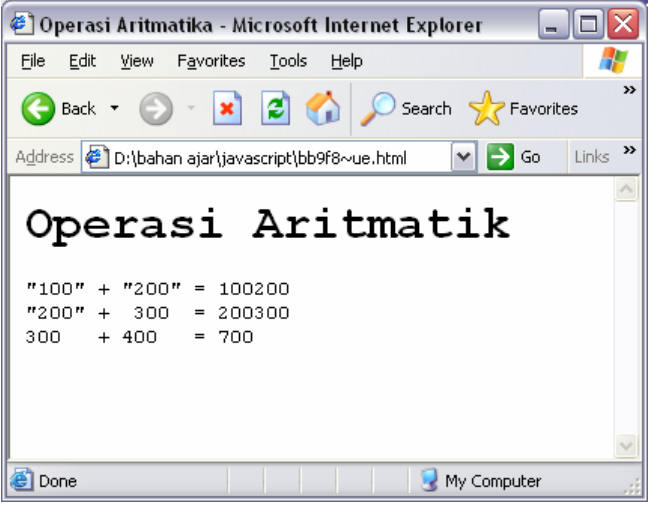 Operasi Aritmatika - Microsoft Internet Explorer
File Edit View Favorites Tools Help
Back Search Favorites »
Address D:\bahan ajar\javascript\bb9f8~ue.html Go Links »
Operasi Aritmatik
"100" + "200" = 100200
"200" +  300  = 200300
300   + 400   = 700
Done My Computer